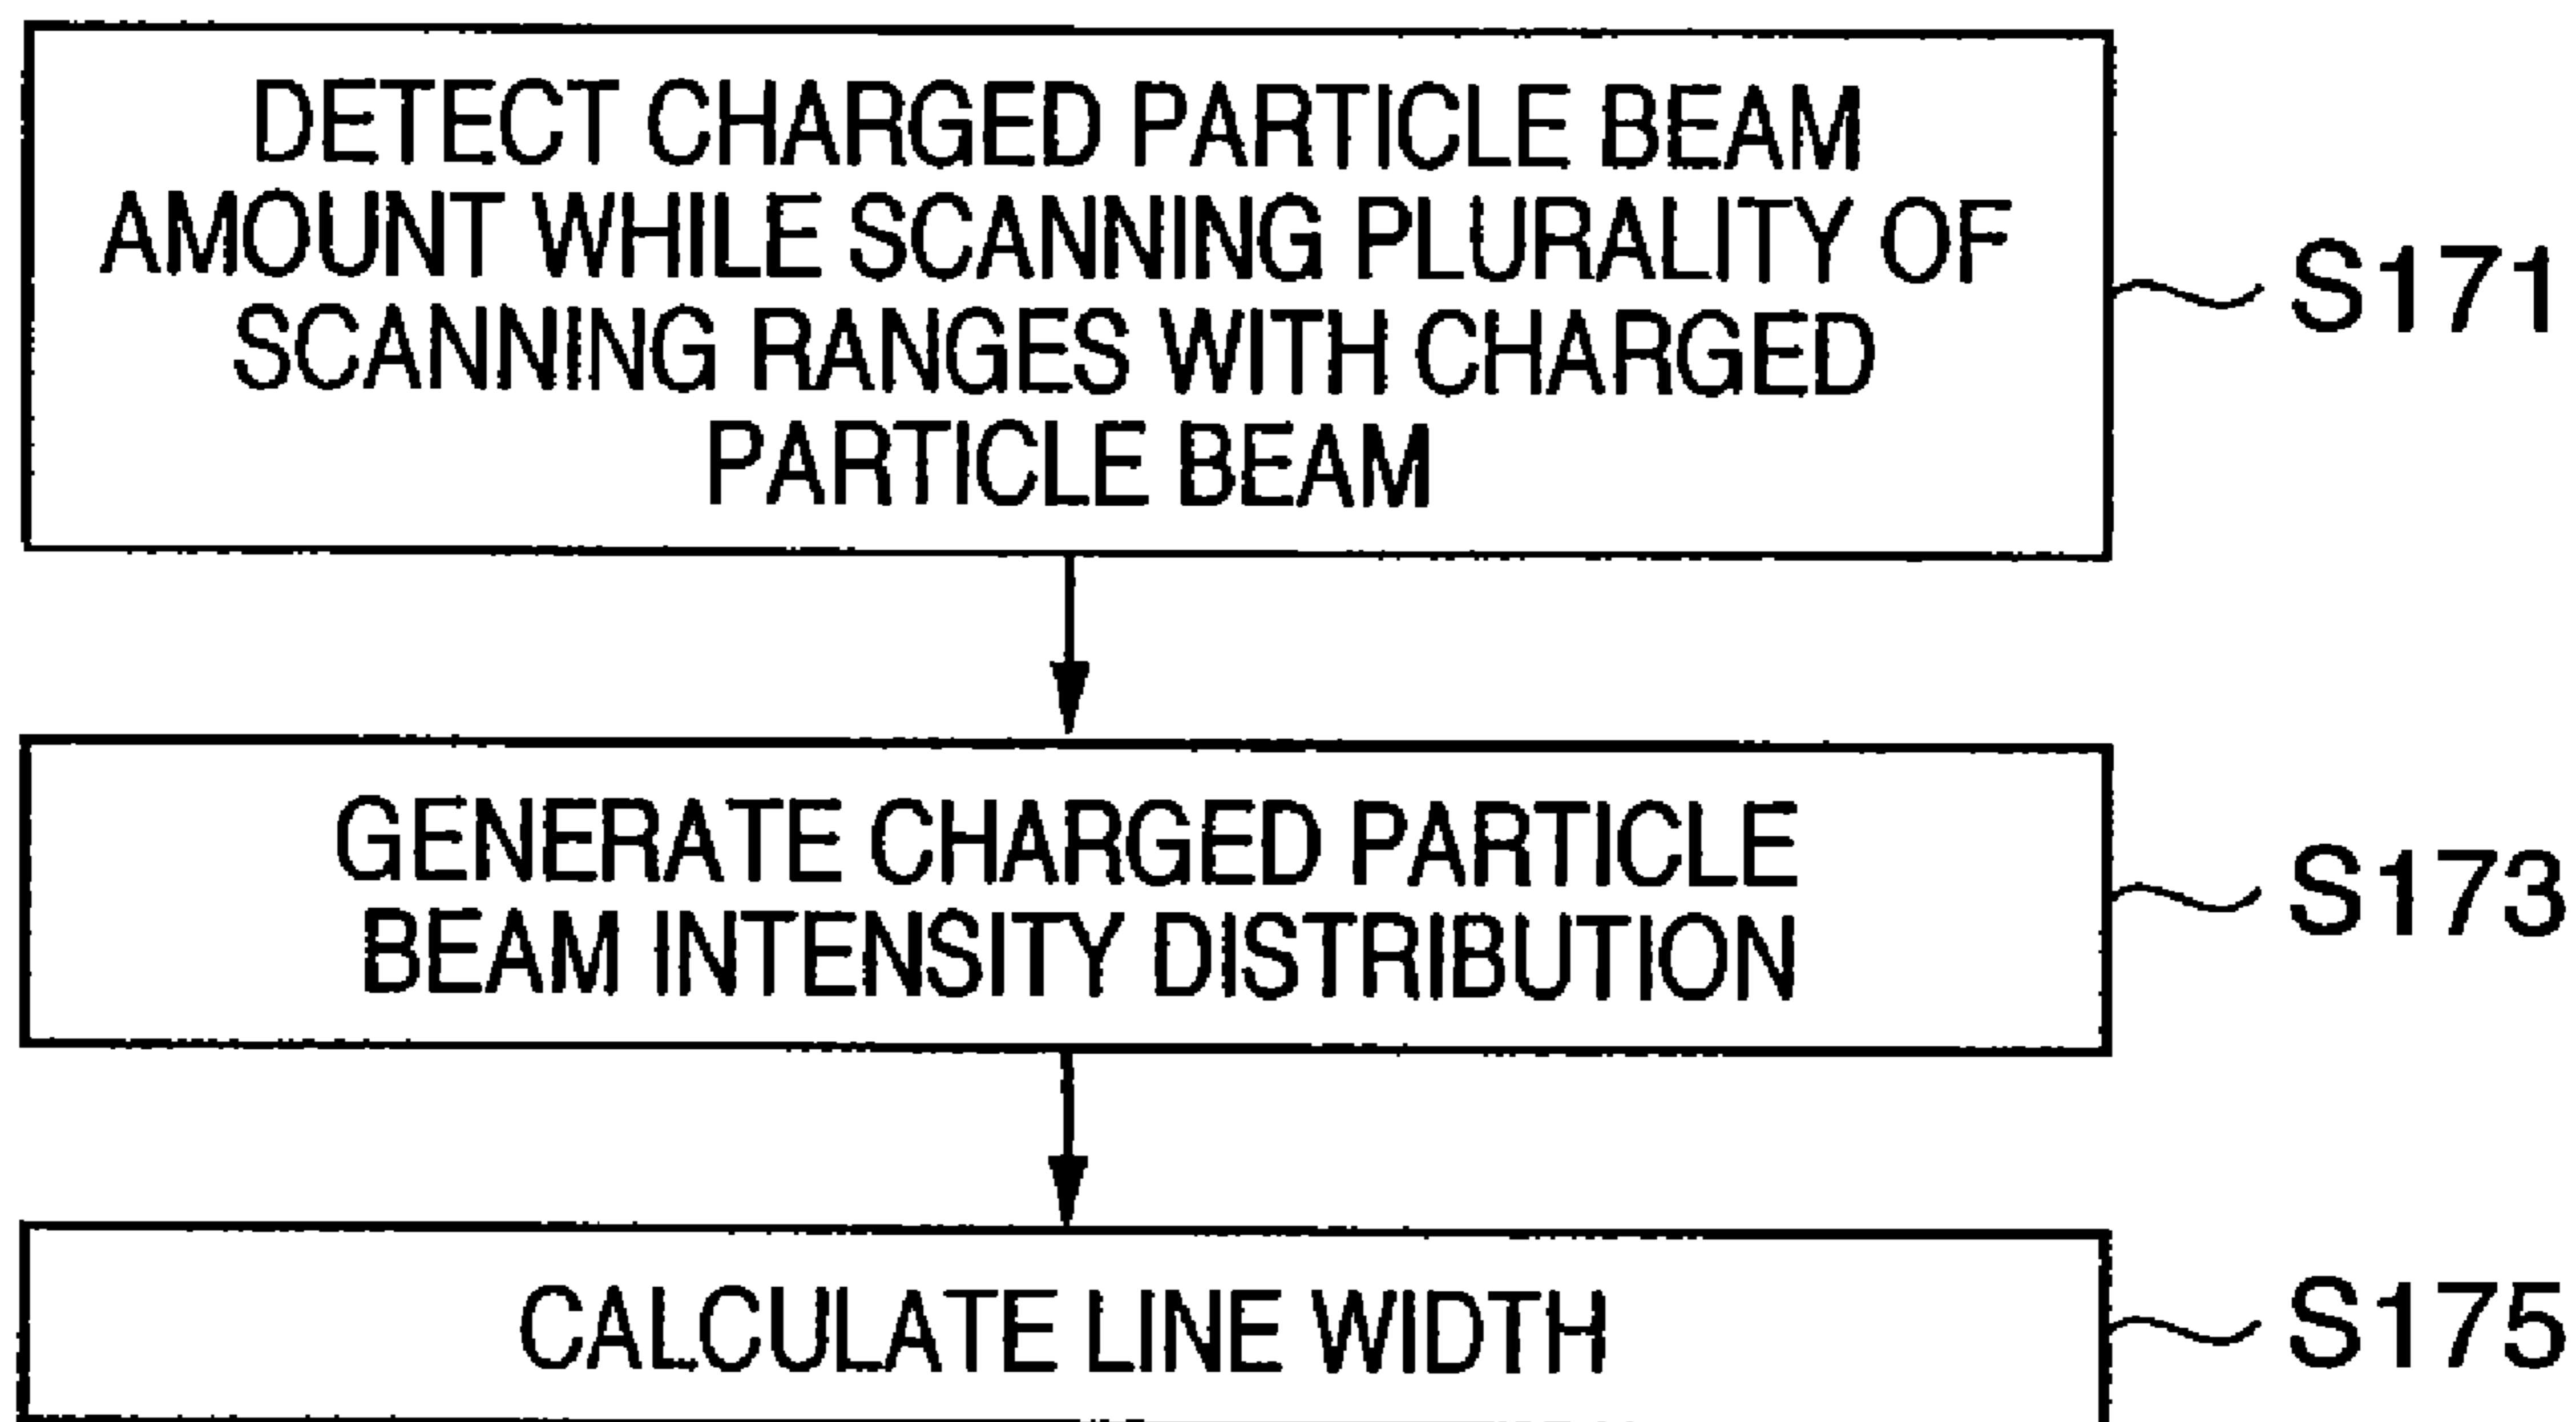 DETECT CHARGED PARTICLE BEAM
AMOUNT WHILE SCANNING PLURALITY OF
SCANNING RANGES WITH CHARGED
PARTICLE BEAM
S171
GENERATE CHARGED PARTICLE
BEAM INTENSITY DISTRIBUTION
S173
CALCULATE LINE WIDTH
S175